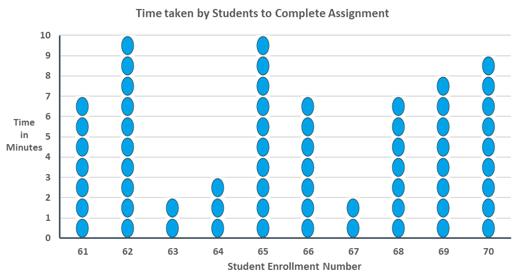 Time taken by Students to Complete Assignment
10
9
8
7
6
5
4
3
2
1
0
Time
in
Minutes
61 62 63 64 65 66 67 68 69 70
Student Enrollment Number